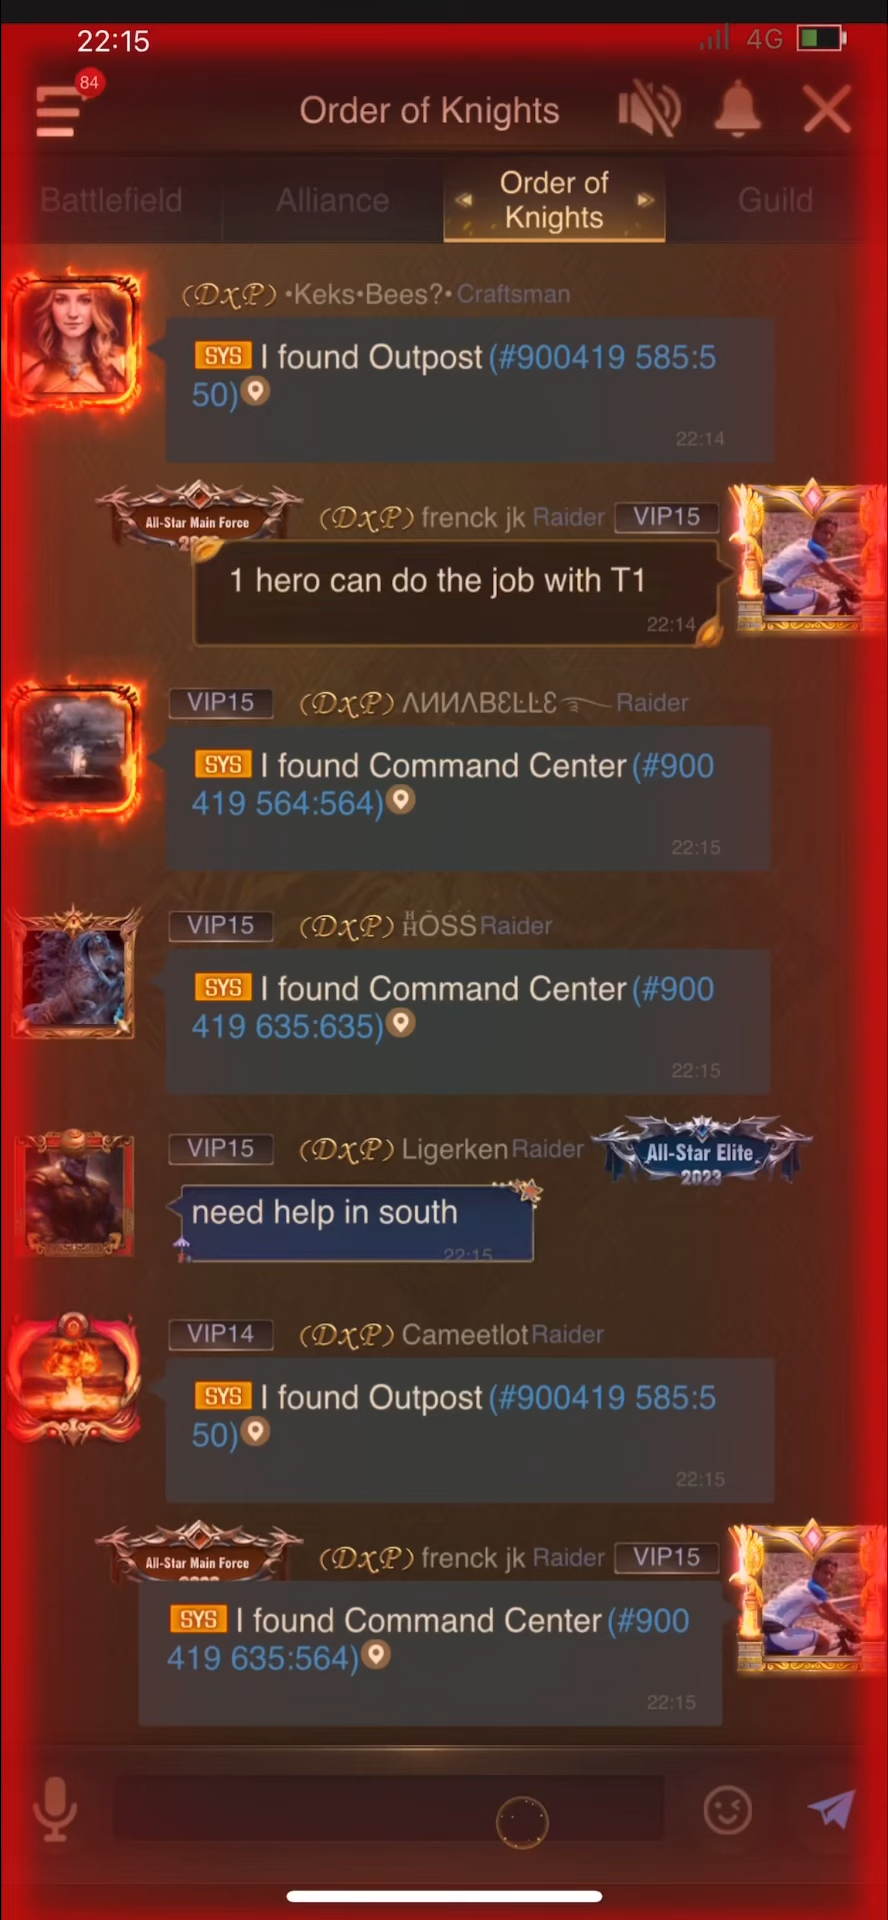 22:15
4G
84
Order of Knights
Battlefield
Alliance
Order of
Knights
Guild
(DxP) •Keks•Bees?• Craftsman
SYS I found Outpost (#900419 585:5
50)
22:14
All-Star Main Force
(DxP) frenck jk Raider VIP15
1 hero can do the job with T1
22:14
VIP15 (DxP) ΛИИΛBЄLLЄ Raider
SYS I found Command Center (#900
419 564:564)
22:15
VIP15 (DxP) HÖSS Raider
SYS I found Command Center (#900
419 635:635)
22:15
VIP15 (DxP) Ligerken Raider
All-Star Elite
2023
need help in south
22:15
VIP14 (DxP) Cameetlot Raider
SYS I found Outpost (#900419 585:5
50)
22:15
All-Star Main Force
(DxP) frenck jk Raider VIP15
SYS I found Command Center (#900
419 635:564)
22:15